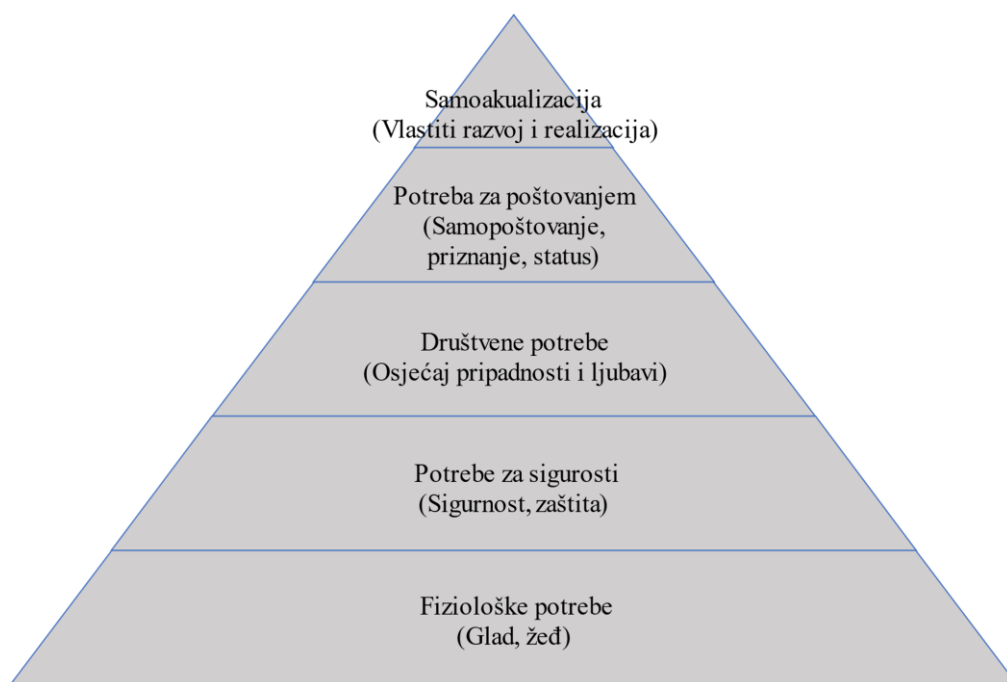 Samoakualizacija
(Vlastiti razvoj i realizacija)
Potreba za poštovanjem
(Samopoštovanje,
priznanje, status)
Društvene potrebe
(Osjećaj pripadnosti i ljubavi)
Potrebe za sigurosti
(Sigurnost, zaštita)
Fiziološke potrebe
(Glad, žeđ)